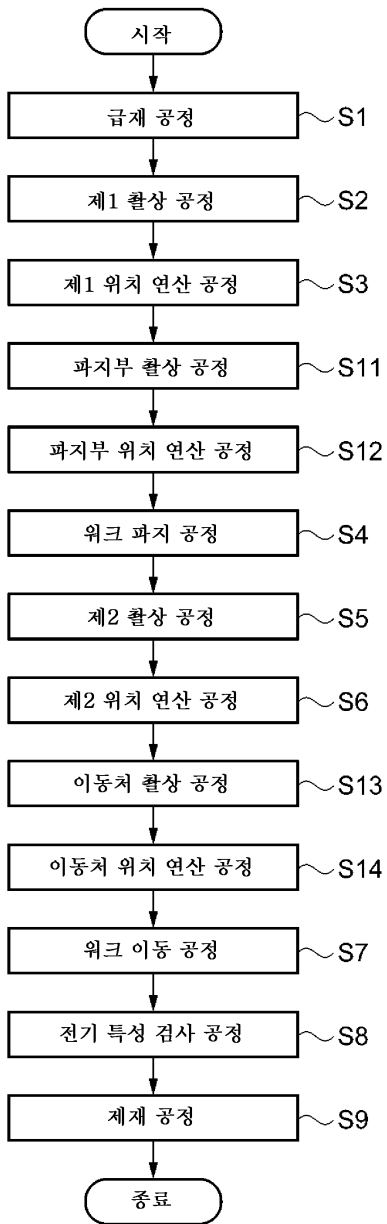 시작
급재 공정 S1
제1 촬상 공정 S2
제1 위치 연산 공정 S3
파지부 촬상 공정 S11
파지부 위치 연산 공정 S12
워크 파지 공정 S4
제2 촬상 공정 S5
제2 위치 연산 공정 S6
이동처 촬상 공정 S13
이동처 위치 연산 공정 S14
워크 이동 공정 S7
전기 특성 검사 공정 S8
제재 공정 S9
종료